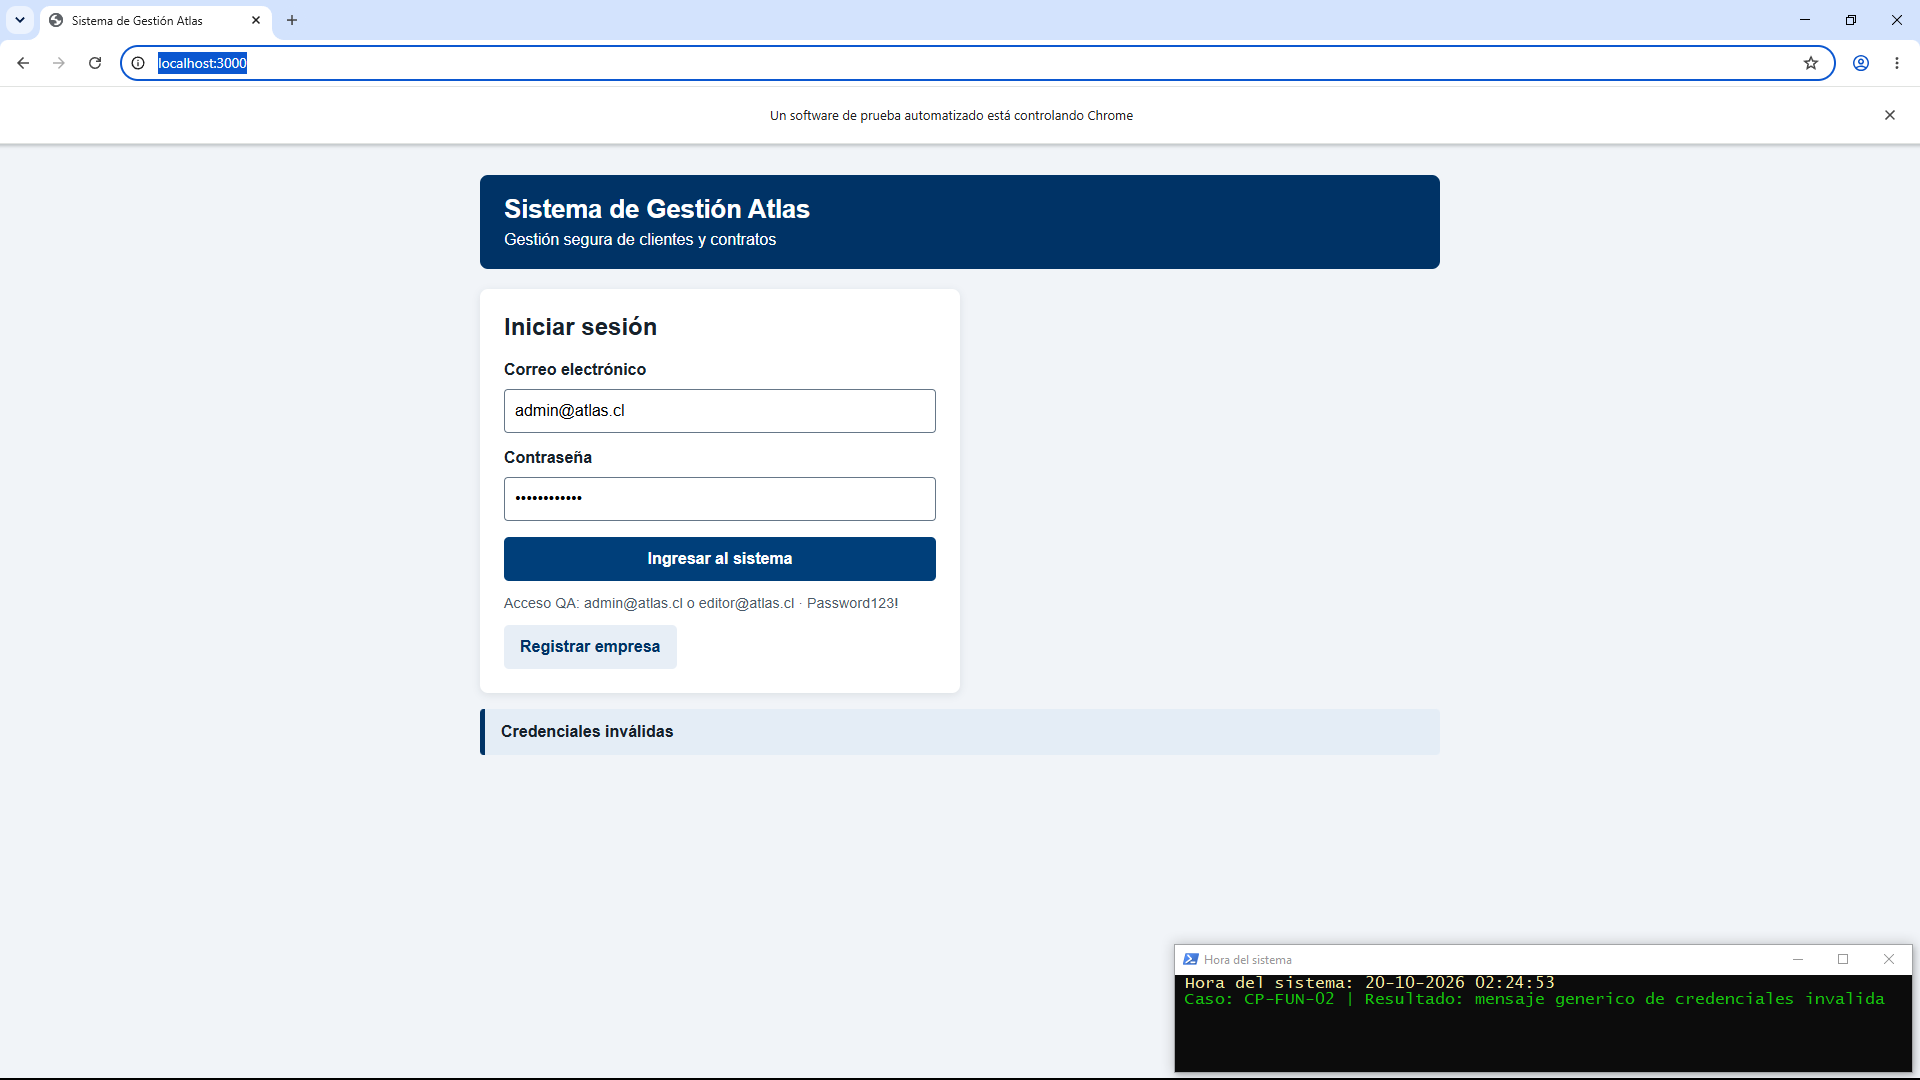 Sistema de Gestión Atlas
localhost:3000
Un software de prueba automatizado está controlando Chrome
Sistema de Gestión Atlas
Gestión segura de clientes y contratos
Iniciar sesión
Correo electrónico
admin@atlas.cl
Contraseña
••••••••••••
Ingresar al sistema
Acceso QA: admin@atlas.cl o editor@atlas.cl · Password123!
Registrar empresa
Credenciales inválidas
Hora del sistema
Hora del sistema: 20-10-2026 02:24:53
Caso: CP-FUN-02 | Resultado: mensaje generico de credenciales invalida